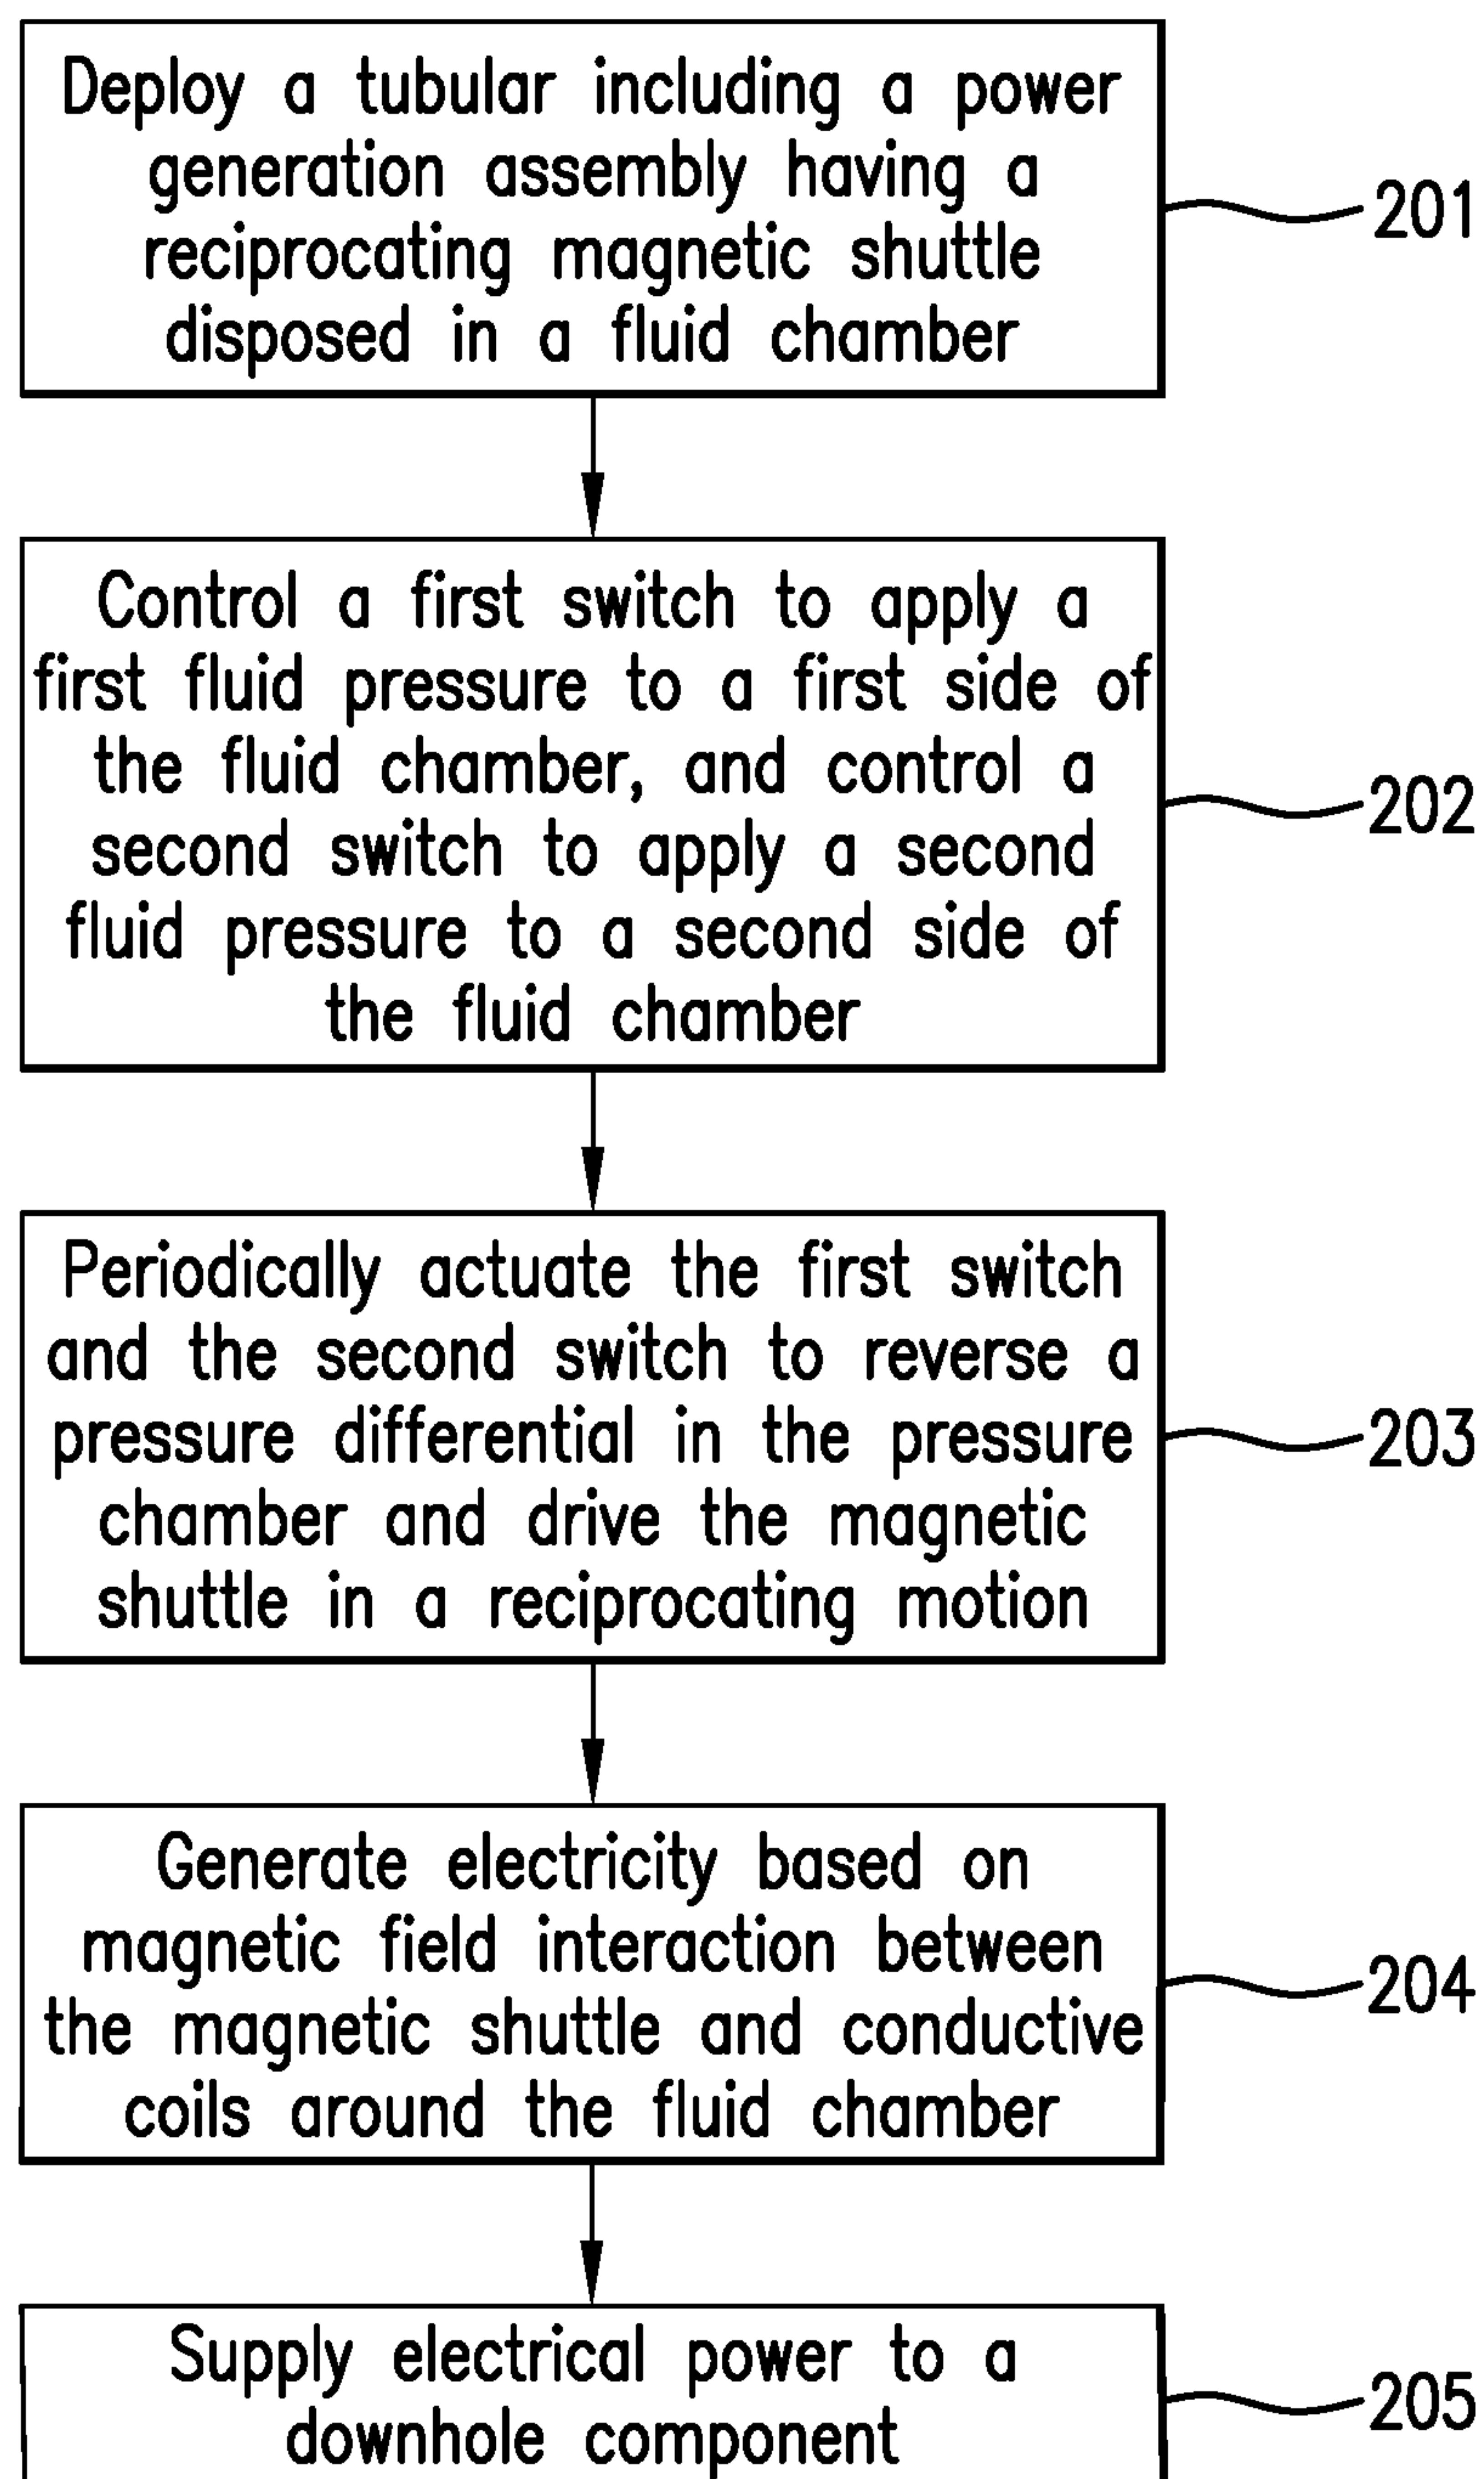 Deploy a tubular including a power
generation assembly having a
reciprocating magnetic shuttle
disposed in a fluid chamber
201
Control a first switch to apply a
first fluid pressure to a first side of
the fluid chamber, and control a
second switch to apply a second
fluid pressure to a second side of
the fluid chamber
202
Periodically actuate the first switch
and the second switch to reverse a
pressure differential in the pressure
chamber and drive the magnetic
shuttle in a reciprocating motion
203
Generate electricity based on
magnetic field interaction between
the magnetic shuttle and conductive
coils around the fluid chamber
204
Supply electrical power to a
downhole component
205